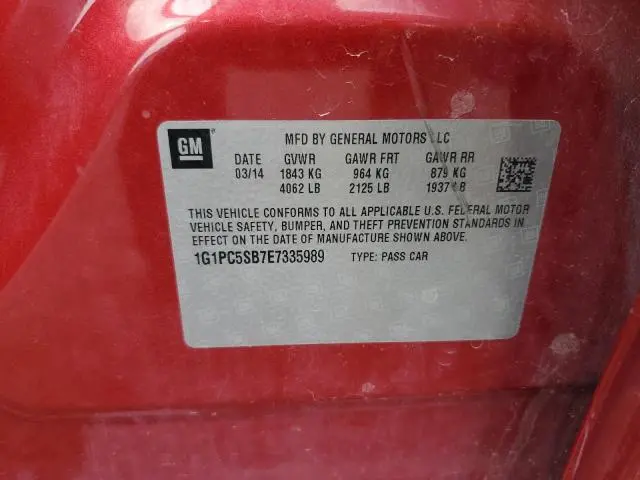 GM
MFD BY GENERAL MOTORS LLC
DATE GVWR GAWR FRT GAWR RR
03/14 1843 KG 964 KG 879 KG
4062 LB 2125 LB 1937 LB
THIS VEHICLE CONFORMS TO ALL APPLICABLE U.S. FEDERAL MOTOR
VEHICLE SAFETY, BUMPER, AND THEFT PREVENTION STANDARDS IN
EFFECT ON THE DATE OF MANUFACTURE SHOWN ABOVE.
1G1PC5SB7E7335989 TYPE: PASS CAR